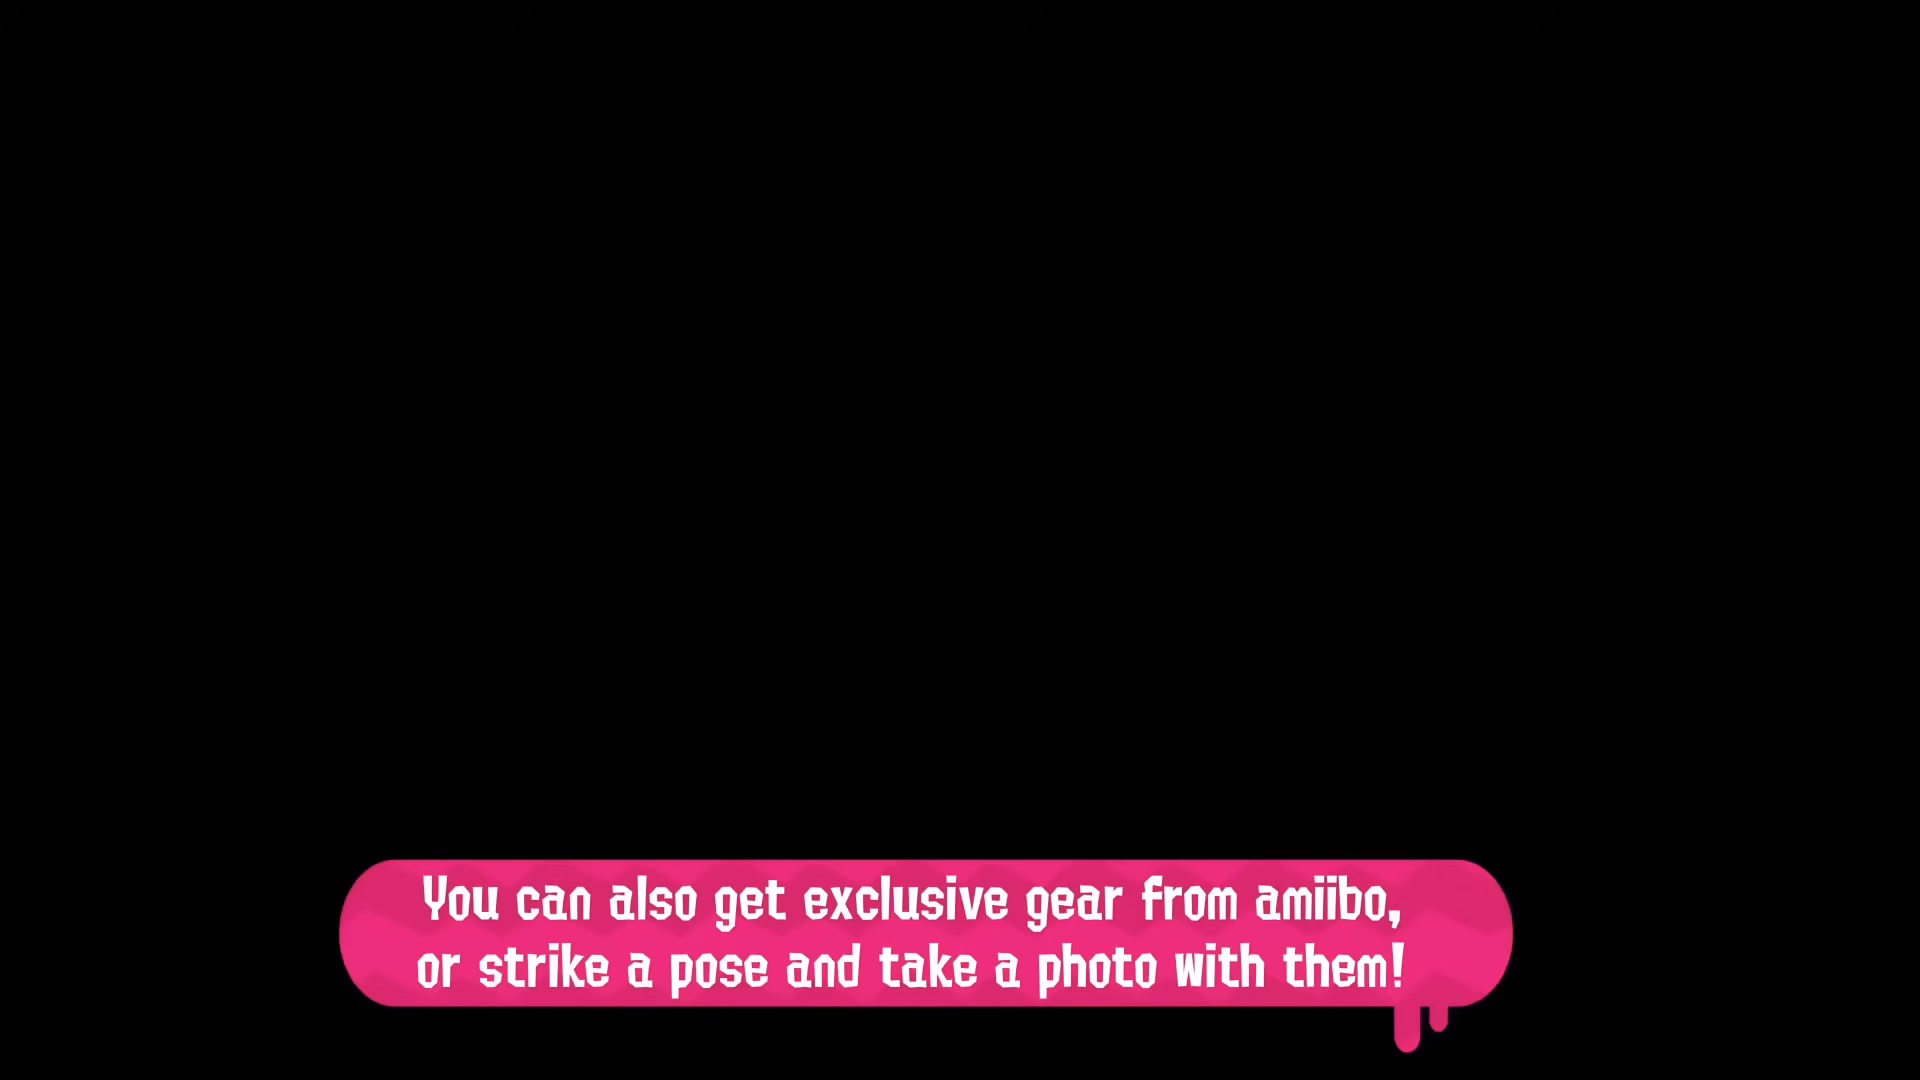 You can also get exclusive gear from amiibo,
or strike a pose and take a photo with them!